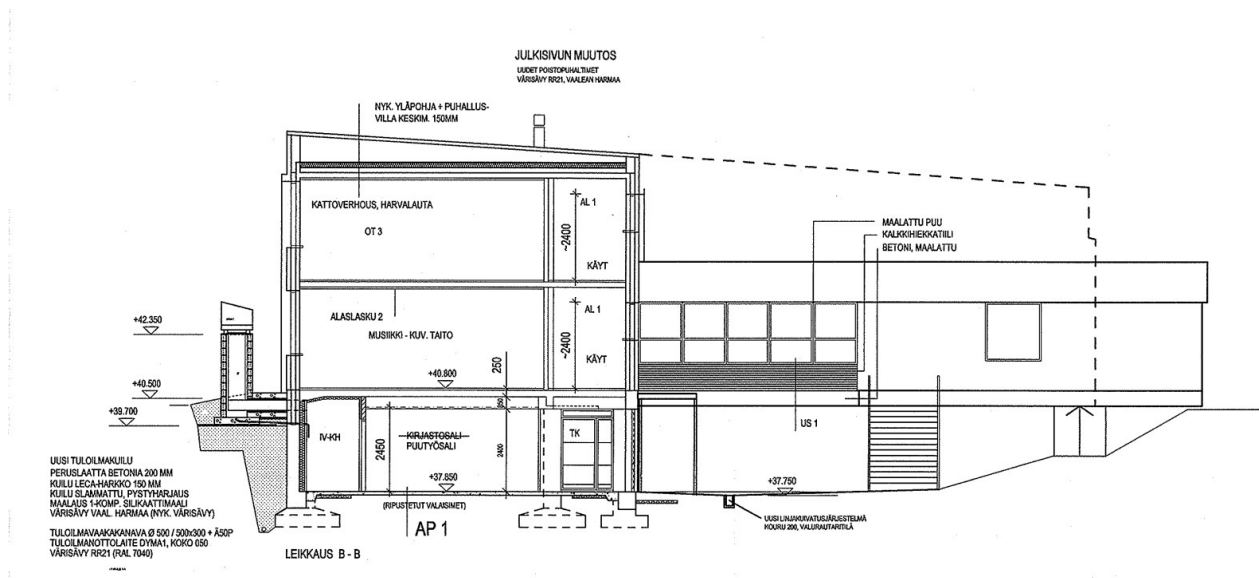 JULKISIVUN MUUTOS
UUDET POISTOPUHALTIMET
VÄRISÄVY RR21, VAALEAN HARMAA
NYK. YLÄPOHJA + PUHALLUS-
VILLA KESKIM. 150MM
KATTOVERHOUS, HARVALAUTA
OT 3
AL 1
~2400
KÄYT
MAALATTU PUU
KALKKIHIEKKATIILI
BETONI, MAALATTU
ALASLASKU 2
MUSIIKKI - KUV. TAITO
AL 1
~2400
KÄYT
+42.350
+40.800
250
+40.500
+39.700
IV-KH
2450
KIRJASTOSALI
PUUTYÖSALI
2400
TK
US 1
+37.850
+37.750
(RIPUSTETUT VALAISIMET)
AP 1
UUSI LINJAKUIVATUSJÄRJESTELMÄ
KOURU 200, VALURAUTARITILÄ
UUSI TULOILMAKUILU
PERUSLAATTA BETONIA 200 MM
KUILU LECA-HARKKO 150 MM
KUILU SLAMMATTU, PYSTYHARJAUS
MAALAUS 1-KOMP. SILIKAATTIMAALI
VÄRISÄVY VAAL. HARMAA (NYK. VÄRISÄVY)
TULOILMAVAAKAKANAVA Ø 500 / 500x300 + Ä50P
TULOILMANOTTOLAITE DYMA1, KOKO 050
VÄRISÄVY RR21 (RAL 7040)
LEIKKAUS B - B